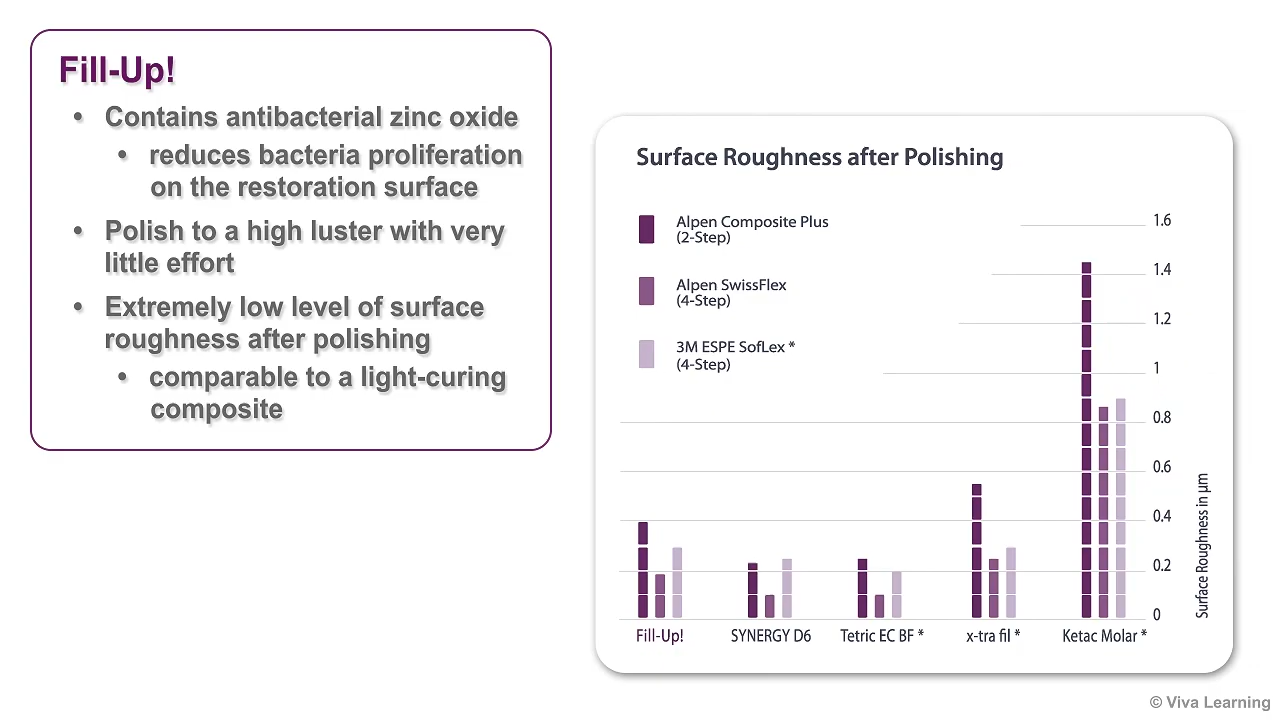 Fill-Up!
• Contains antibacterial zinc oxide
• reduces bacteria proliferation
on the restoration surface
• Polish to a high luster with very
little effort
• Extremely low level of surface
roughness after polishing
• comparable to a light-curing
composite
Surface Roughness after Polishing
Alpen Composite Plus
(2-Step)
Alpen SwissFlex
(4-Step)
3M ESPE SofLex *
(4-Step)
1.6
1.4
1.2
1
0.8
0.6
0.4
0.2
0
Surface Roughness in µm
Fill-Up!
SYNERGY D6
Tetric EC BF *
x-tra fil *
Ketac Molar *
© Viva Learning